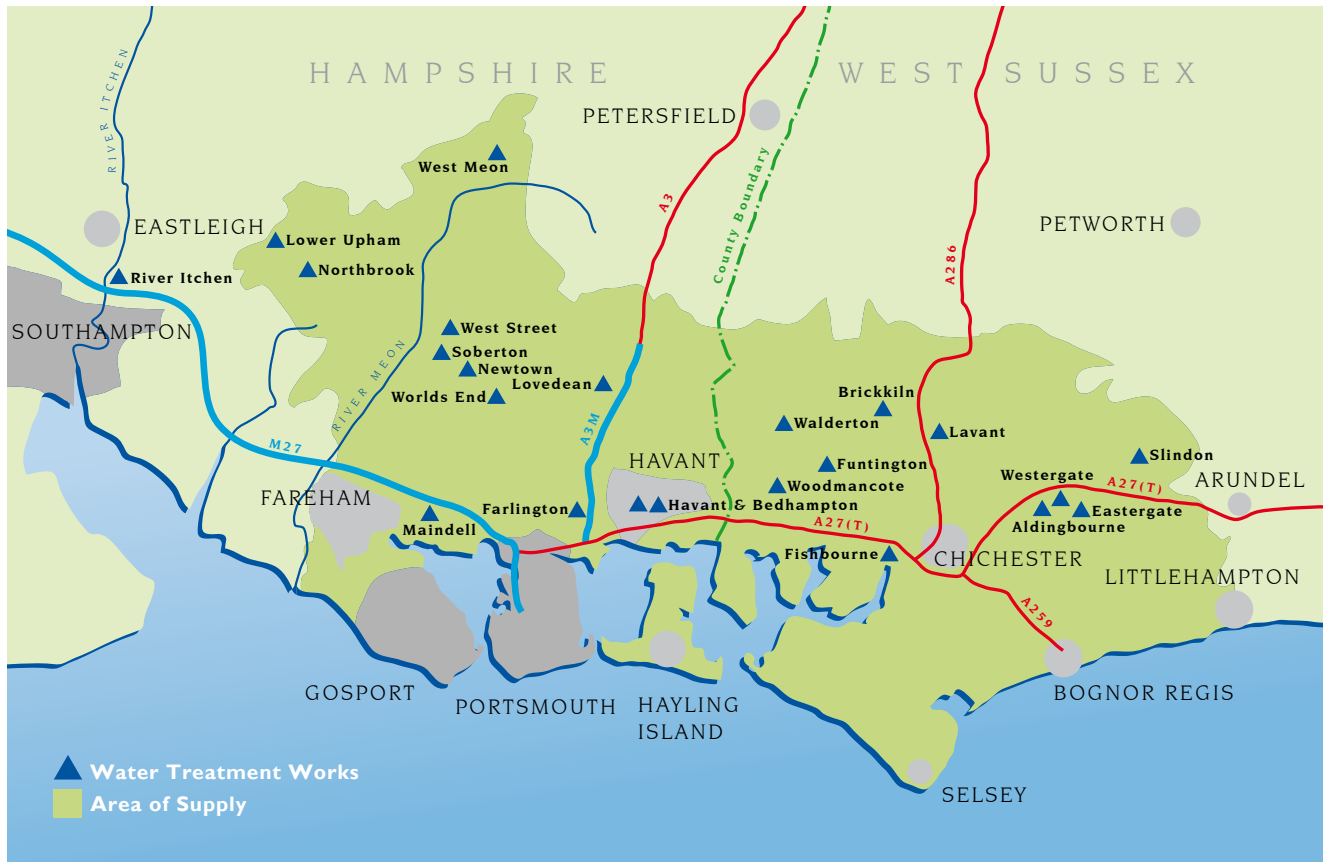 HAMPSHIRE
WEST SUSSEX
RIVER ITCHEN
PETERSFIELD
West Meon
A3
County Boundary
EASTLEIGH
PETWORTH
Lower Upham
A286
Northbrook
River Itchen
SOUTHAMPTON
West Street
Soberton
RIVER MEON
Newtown
Lovedean
Worlds End
Brickkiln
A3M
Walderton
Lavant
M27
HAVANT
Slindon
Funtington
Westergate
A27(T)
ARUNDEL
FAREHAM
Woodmancote
Farlington
Havant & Bedhampton
Eastergate
Maindell
A27(T)
Aldingbourne
Fishbourne
CHICHESTER
LITTLEHAMPTON
A259
GOSPORT
PORTSMOUTH
HAYLING
ISLAND
BOGNOR REGIS
Water Treatment Works
SELSEY
Area of Supply